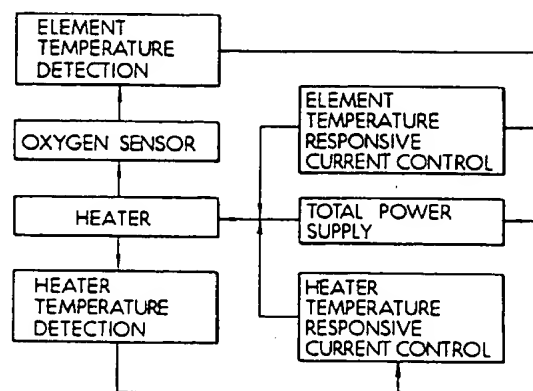 ELEMENT
TEMPERATURE
DETECTION
OXYGEN SENSOR
HEATER
HEATER
TEMPERATURE
DETECTION
ELEMENT
TEMPERATURE
RESPONSIVE
CURRENT CONTROL
TOTAL POWER
SUPPLY
HEATER
TEMPERATURE
RESPONSIVE
CURRENT CONTROL